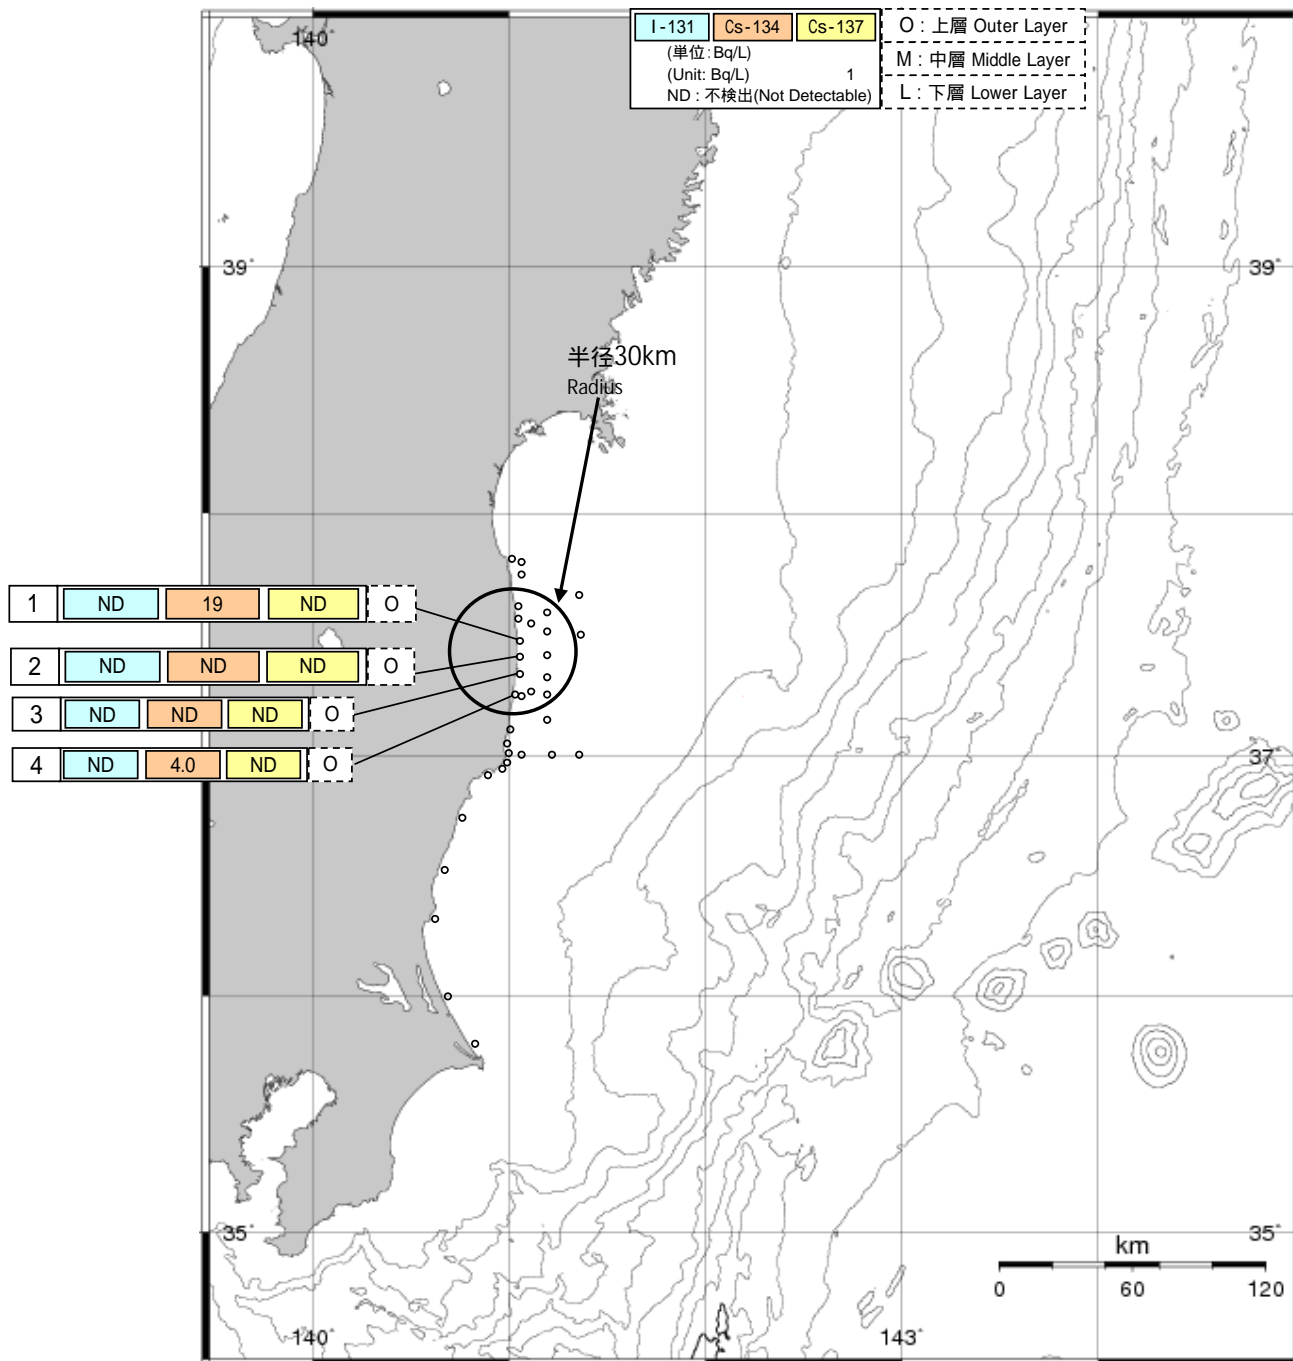 140°
I-131 Cs-134 Cs-137
(単位:Bq/L)
(Unit: Bq/L) 1
ND : 不検出(Not Detectable)
O : 上層 Outer Layer
M : 中層 Middle Layer
L : 下層 Lower Layer
39° 39°
半径30km
Radius
1 ND 19 ND O
2 ND ND ND O
3 ND ND ND O
4 ND 4.0 ND O
37°
35° 35°
km
0 60 120
140° 143°